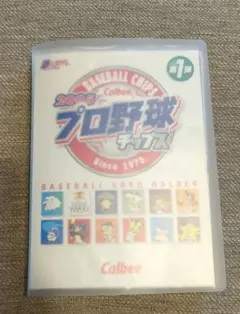 第1弾
BASEBALL CHIPS
Calbee
2005
プロ野球
チップス
Since 1973
BASEBALL CARD HOLDER
Calbee